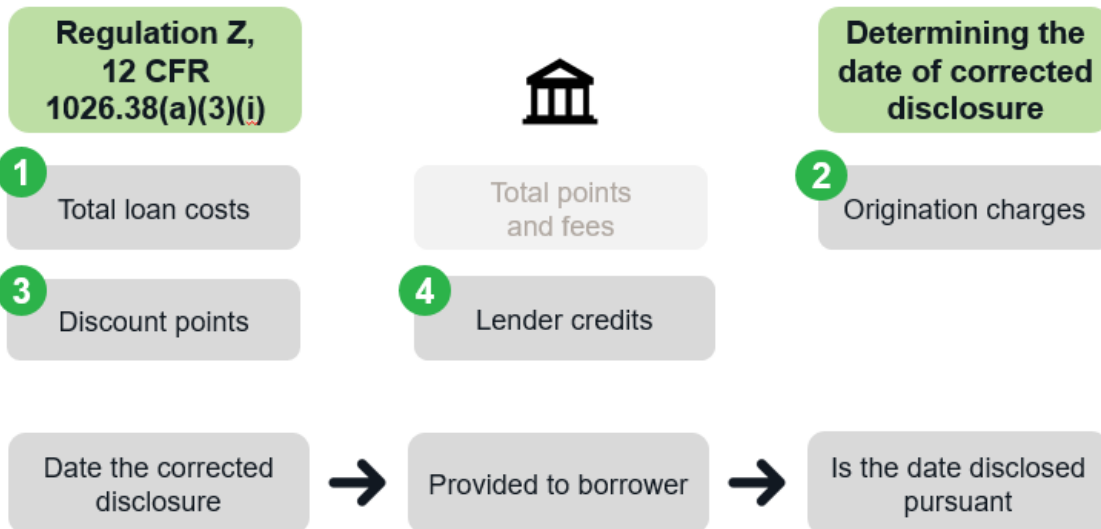 Regulation Z,
12 CFR
1026.38(a)(3)(i)
Determining the
date of corrected
disclosure
1
Total loan costs
Total points
and fees
2
Origination charges
3
Discount points
4
Lender credits
Date the corrected
disclosure
Provided to borrower
Is the date disclosed
pursuant